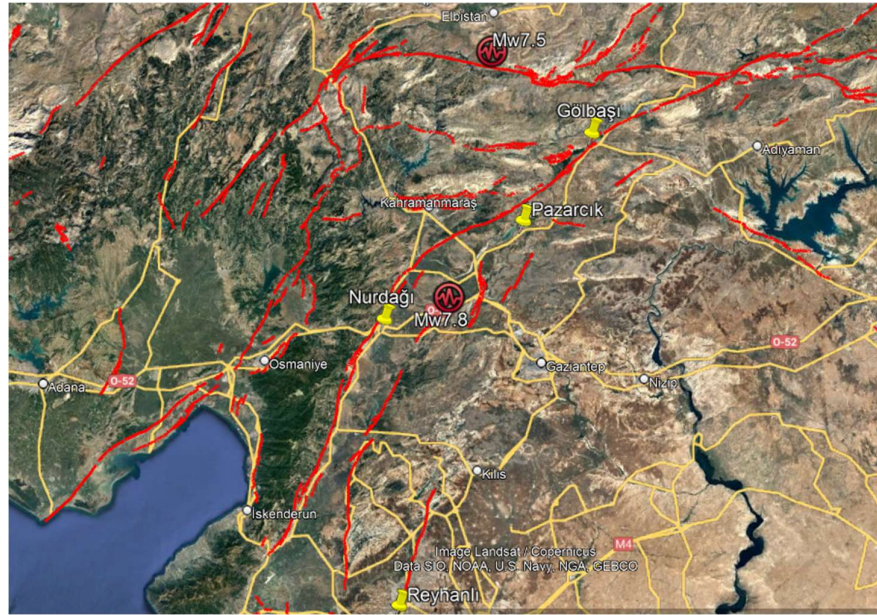 Elbistan
Mw7.5
Gölbaşı
Adıyaman
Kahramanmaraş
Pazarcık
Nurdağı
Mw7.8
O-52
Osmaniye
Gaziantep
Adana
O-52
Nizip
Kilis
İskenderun
M4
Image Landsat / Copernicus
Data SIO, NOAA, U.S. Navy, NGA, GEBCO
Reyhanlı